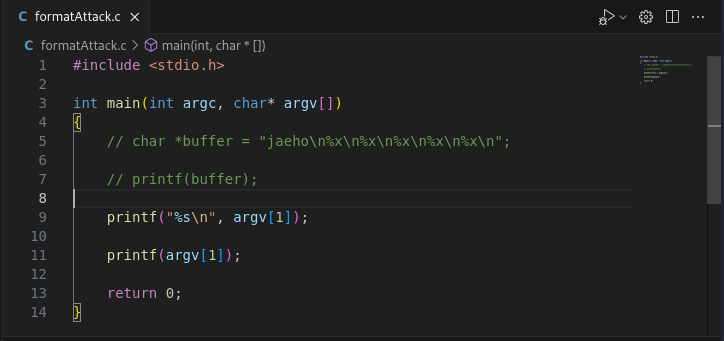 C formatAttack.c ×
C formatAttack.c > main(int, char * [])
1 #include <stdio.h>
2
3 int main(int argc, char* argv[])
4 {
5 // char *buffer = "jaeho\n%x\n%x\n%x\n%x\n%x\n";
6
7 // printf(buffer);
8
9 printf("%s\n", argv[1]);
10
11 printf(argv[1]);
12
13 return 0;
14 }